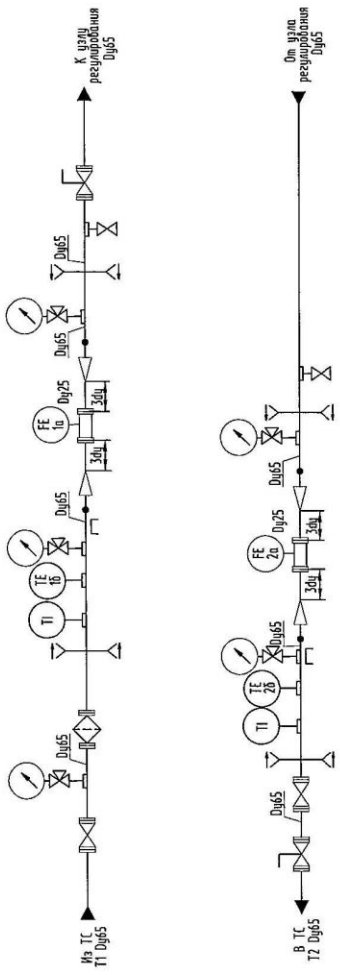 Из ТС
Т1 Dy65
Dy65
TI
TE
1б
Dy65
3dy
FE
1а
Dy25
3dy
Dy65
Dy65
К узлу
регулирования
Dy65
В ТС
Т2 Dy65
Dy65
TI
TE
2б
Dy65
3dy
FE
2а
Dy25
3dy
Dy65
От узла
регулирования
Dy65